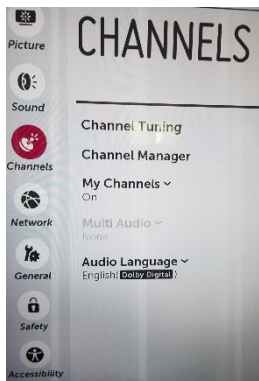 CHANNELS
Picture
Sound
Channels
Network
General
Safety
Accessibility
Channel Tuning
Channel Manager
My Channels
On
Multi Audio
None
Audio Language
English( Dolby Digital )